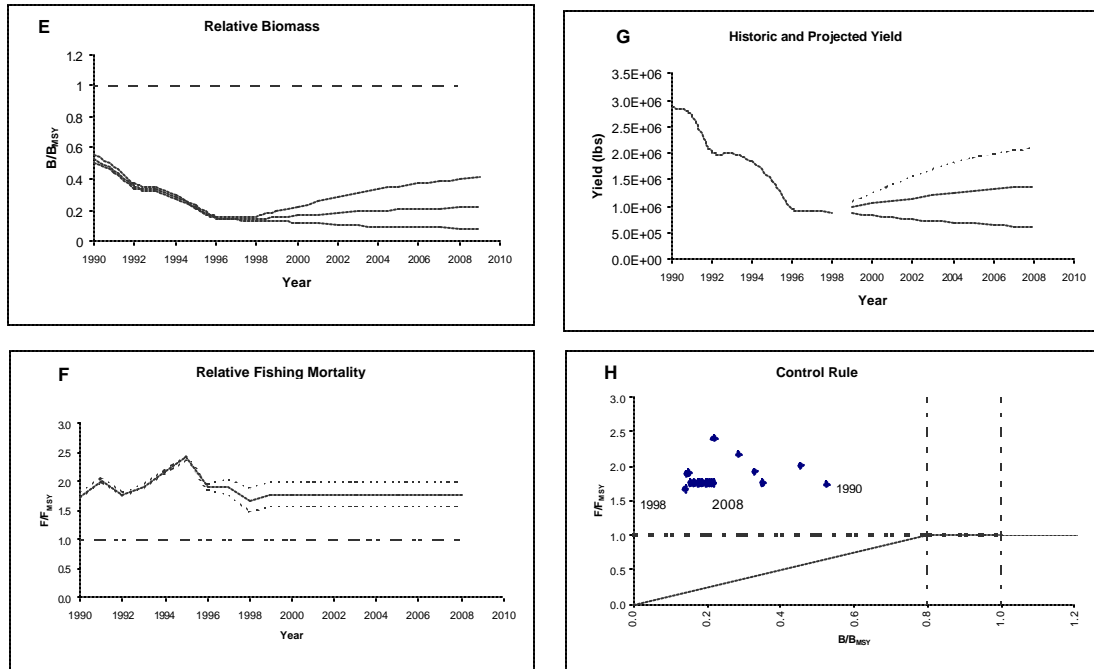 E
Relative Biomass
1.2
1
0.8
0.6
0.4
0.2
0
B/BMSY
1990 1992 1994 1996 1998 2000 2002 2004 2006 2008 2010
Year
G
Historic and Projected Yield
3.5E+06
3.0E+06
2.5E+06
2.0E+06
1.5E+06
1.0E+06
5.0E+05
0.0E+00
Yield (lbs)
1990 1992 1994 1996 1998 2000 2002 2004 2006 2008 2010
Year
F
Relative Fishing Mortality
3.0
2.5
2.0
1.5
1.0
0.5
0.0
F/FMSY
1990 1992 1994 1996 1998 2000 2002 2004 2006 2008 2010
Year
H
Control Rule
3.0
2.5
2.0
1.5
1.0
0.5
0.0
F/FMSY
1990
1998
2008
0.0 0.2 0.4 0.6 0.8 1.0 1.2
B/BMSY